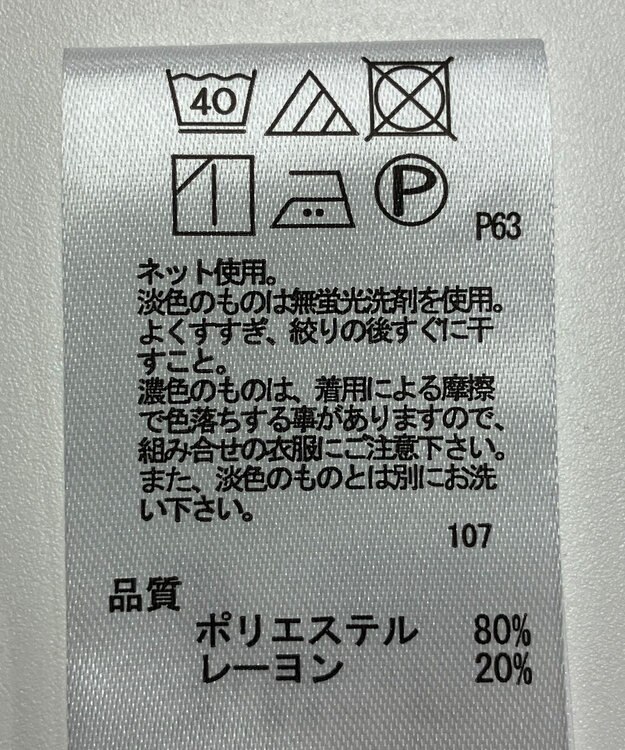 40
P
P63
ネット使用。
淡色のものは無蛍光洗剤を使用。
よくすすぎ、絞りの後すぐに干
すこと。
濃色のものは、着用による摩擦
で色落ちする事がありますので、
組み合せの衣服にご注意下さい。
また、淡色のものとは別にお洗
い下さい。
107
品質
ポリエステル 80%
レーヨン 20%